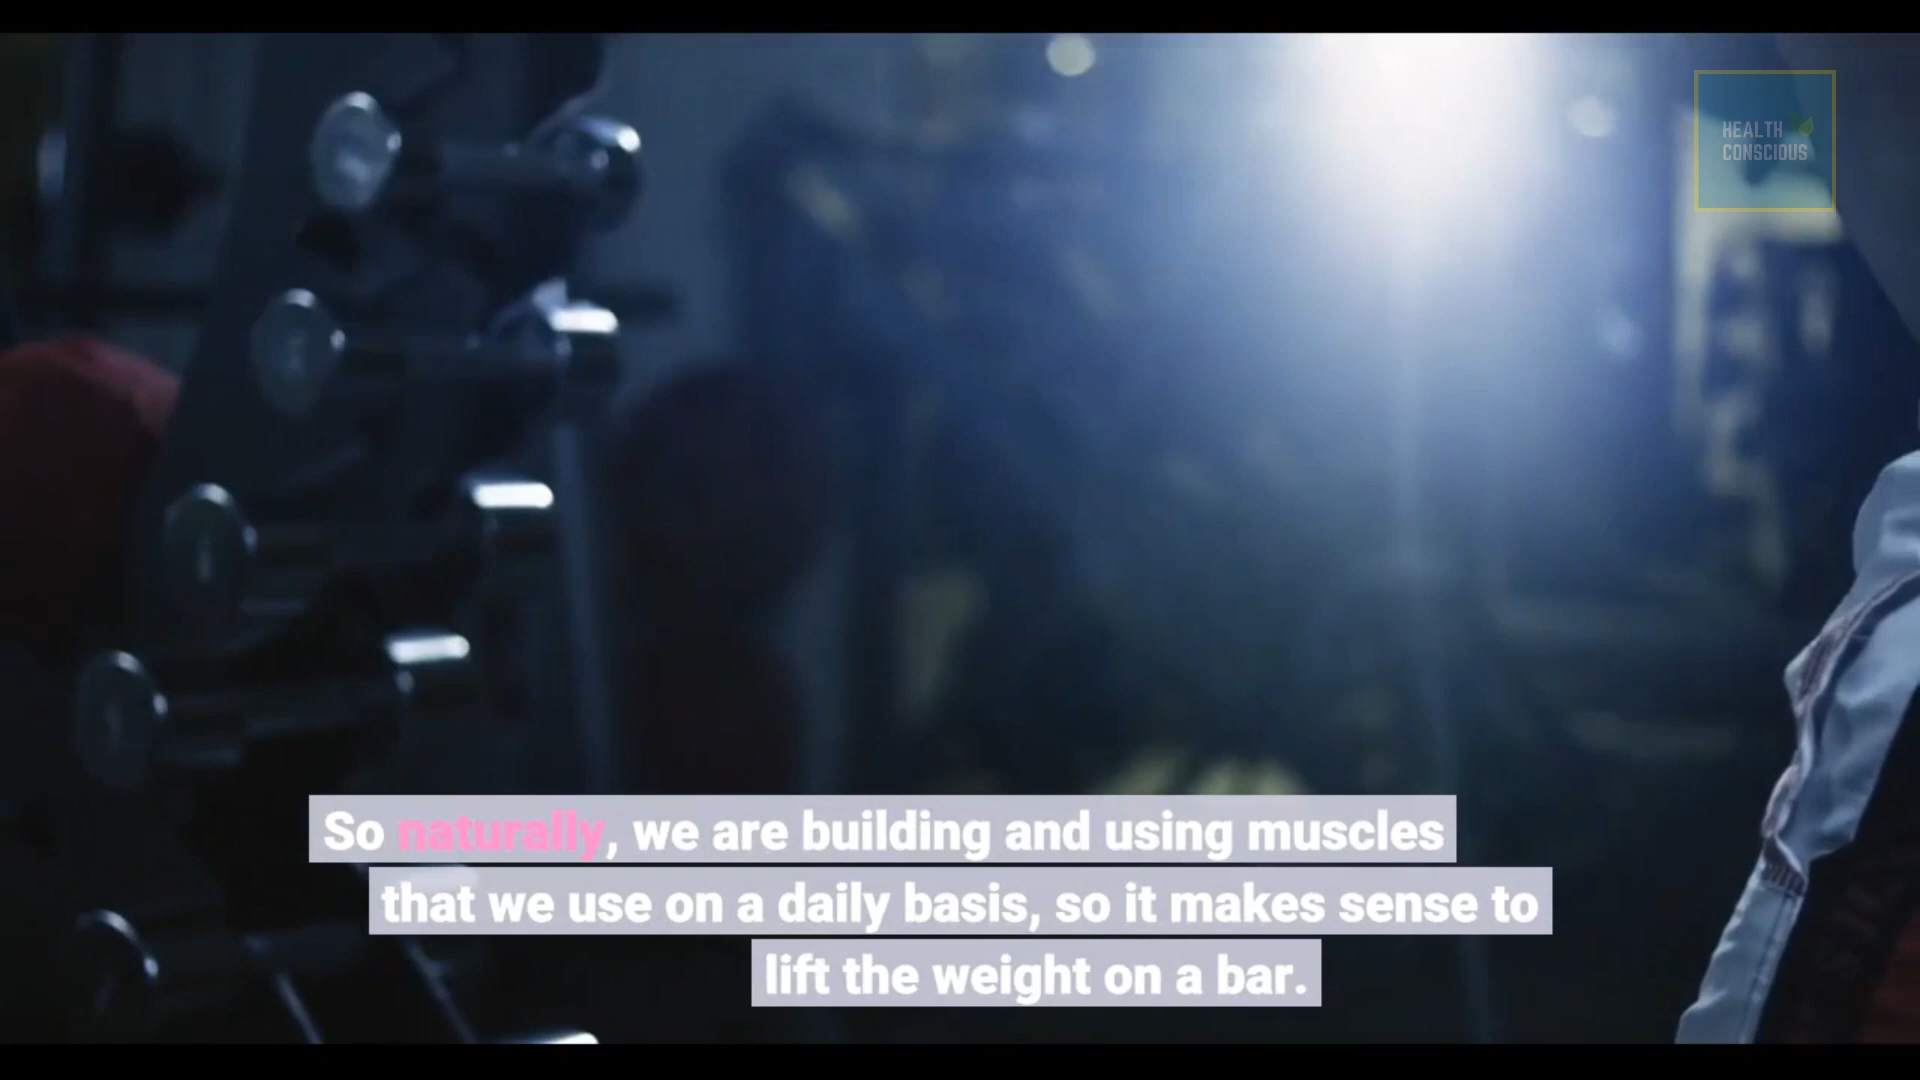 HEALTH
CONSCIOUS
So naturally, we are building and using muscles
that we use on a daily basis, so it makes sense to
lift the weight on a bar.